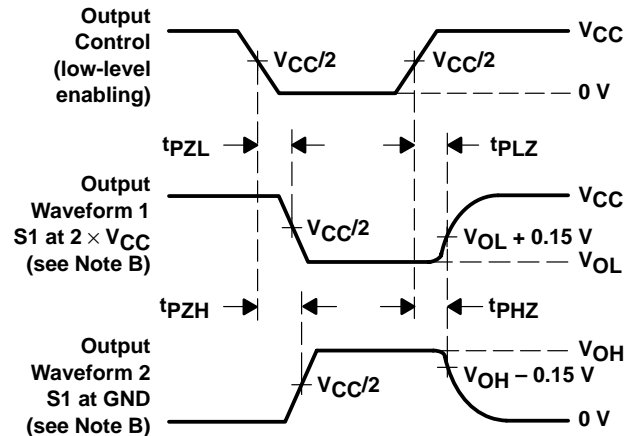 Output
Control
(low-level
enabling)
VCC/2
VCC/2
VCC
0 V
tPZL
tPLZ
Output
Waveform 1
S1 at 2 × VCC
(see Note B)
VCC/2
VCC
VOL + 0.15 V
VOL
tPZH
tPHZ
Output
Waveform 2
S1 at GND
(see Note B)
VCC/2
VOH
VOH – 0.15 V
0 V